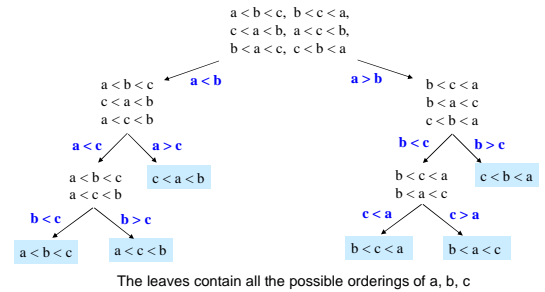 a < b < c, b < c < a,
c < a < b, a < c < b,
b < a < c, c < b < a
a < b
a > b
a < b < c
c < a < b
a < c < b
b < c < a
b < a < c
c < b < a
a < c
a > c
b < c
b > c
a < b < c
a < c < b
c < a < b
b < c < a
b < a < c
c < b < a
b < c
b > c
c < a
c > a
a < b < c
a < c < b
b < c < a
b < a < c
The leaves contain all the possible orderings of a, b, c